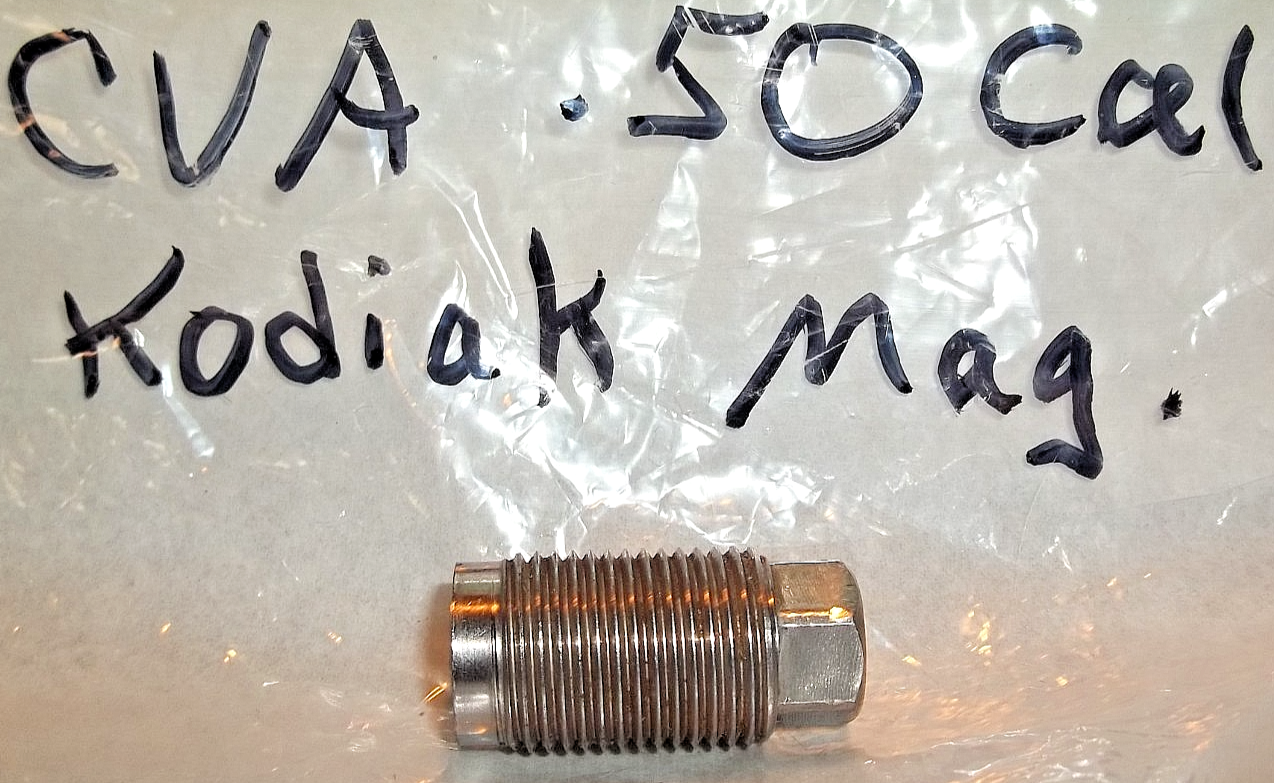 CVA .50 Cal
Kodiak Mag.